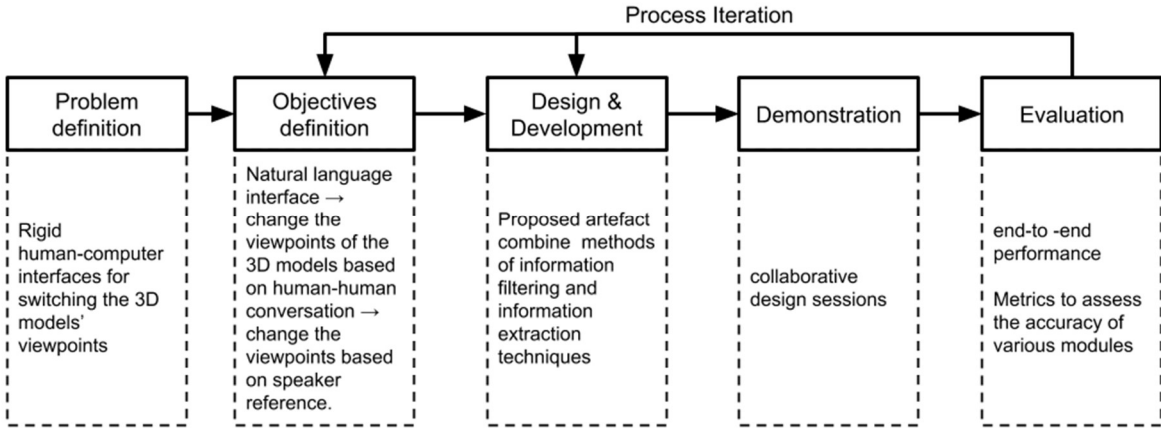 Process Iteration
Problem
definition
Objectives
definition
Design &
Development
Demonstration
Evaluation
Rigid
human-computer
interfaces for
switching the 3D
models'
viewpoints
Natural language
interface →
change the
viewpoints of the
3D models based
on human-human
conversation →
change the
viewpoints based
on speaker
reference.
Proposed artefact
combine methods
of information
filtering and
information
extraction
techniques
collaborative
design sessions
end-to -end
performance
Metrics to assess
the accuracy of
various modules